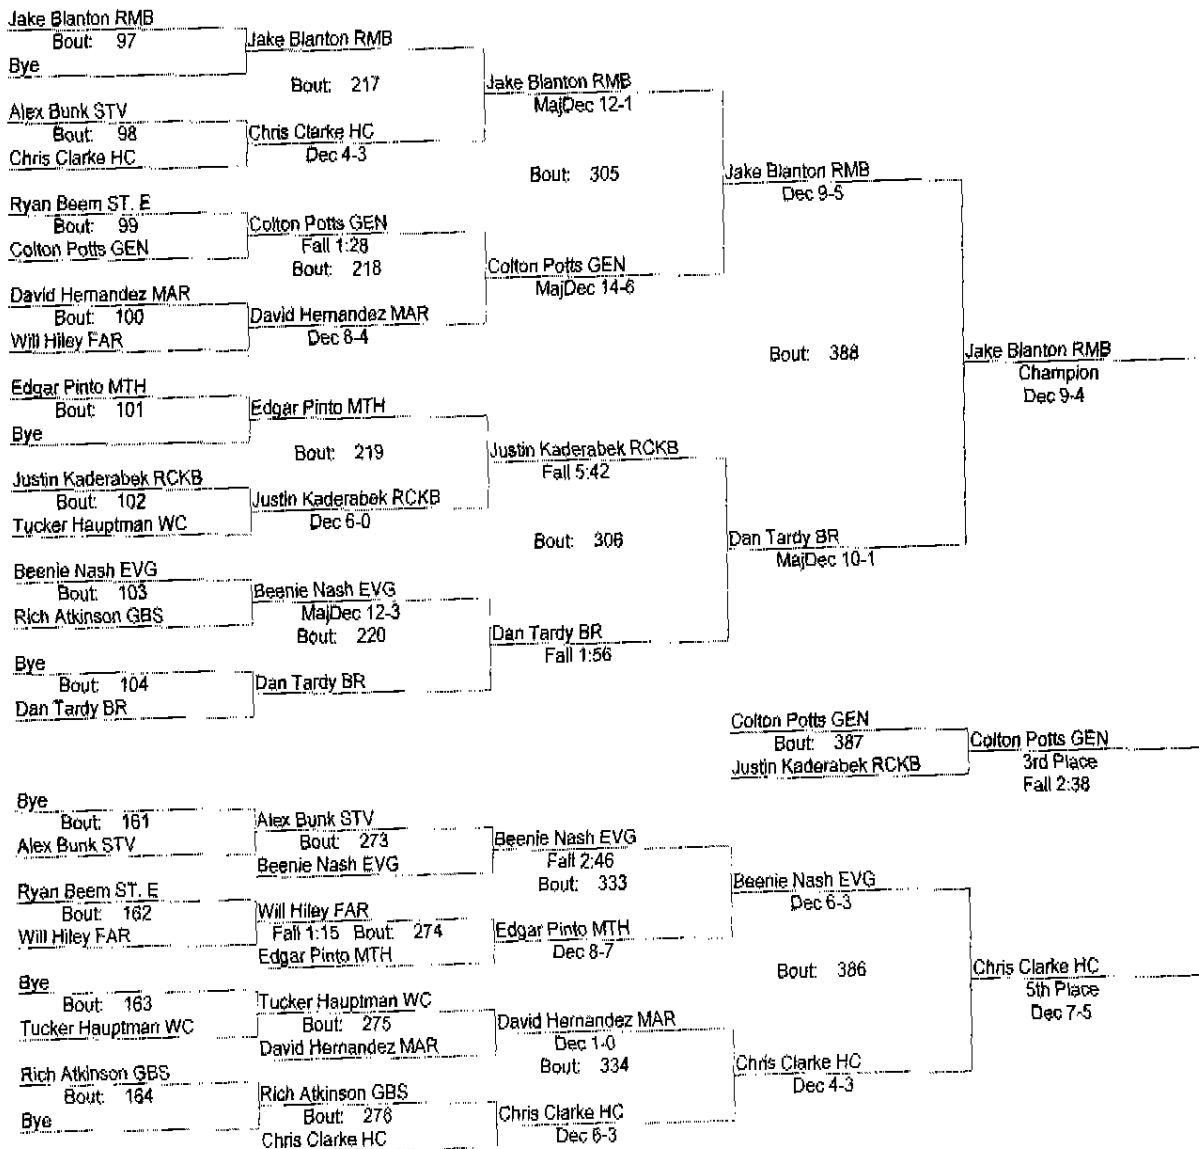 Jake Blanton RMB
Bout: 97
Bye
Jake Blanton RMB
Bout: 217
Alex Bunk STV
Bout: 98
Chris Clarke HC
Chris Clarke HC
Dec 4-3
Jake Blanton RMB
MajDec 12-1
Bout: 305
Ryan Beem ST. E
Bout: 99
Colton Potts GEN
Colton Potts GEN
Fall 1:28
Bout: 218
David Hernandez MAR
Bout: 100
Will Hiley FAR
David Hernandez MAR
Dec 8-4
Colton Potts GEN
MajDec 14-6
Jake Blanton RMB
Dec 9-5
Bout: 388
Edgar Pinto MTH
Bout: 101
Bye
Edgar Pinto MTH
Bout: 219
Justin Kaderabek RCKB
Bout: 102
Tucker Hauptman WC
Justin Kaderabek RCKB
Dec 6-0
Justin Kaderabek RCKB
Fall 5:42
Bout: 306
Beenie Nash EVG
Bout: 103
Rich Atkinson GBS
Beenie Nash EVG
MajDec 12-3
Bout: 220
Bye
Bout: 104
Dan Tardy BR
Dan Tardy BR
Dan Tardy BR
Fall 1:56
Dan Tardy BR
MajDec 10-1
Jake Blanton RMB
Champion
Dec 9-4
Colton Potts GEN
Bout: 387
Justin Kaderabek RCKB
Colton Potts GEN
3rd Place
Fall 2:38
Bye
Bout: 161
Alex Bunk STV
Alex Bunk STV
Bout: 273
Beenie Nash EVG
Beenie Nash EVG
Fall 2:46
Bout: 333
Ryan Beem ST. E
Bout: 162
Will Hiley FAR
Will Hiley FAR
Fall 1:15 Bout: 274
Edgar Pinto MTH
Edgar Pinto MTH
Dec 8-7
Beenie Nash EVG
Dec 6-3
Bout: 386
Bye
Bout: 163
Tucker Hauptman WC
Tucker Hauptman WC
Bout: 275
David Hernandez MAR
David Hernandez MAR
Dec 1-0
Bout: 334
Rich Atkinson GBS
Bout: 164
Bye
Rich Atkinson GBS
Bout: 276
Chris Clarke HC
Chris Clarke HC
Dec 6-3
Chris Clarke HC
Dec 4-3
Chris Clarke HC
5th Place
Dec 7-5